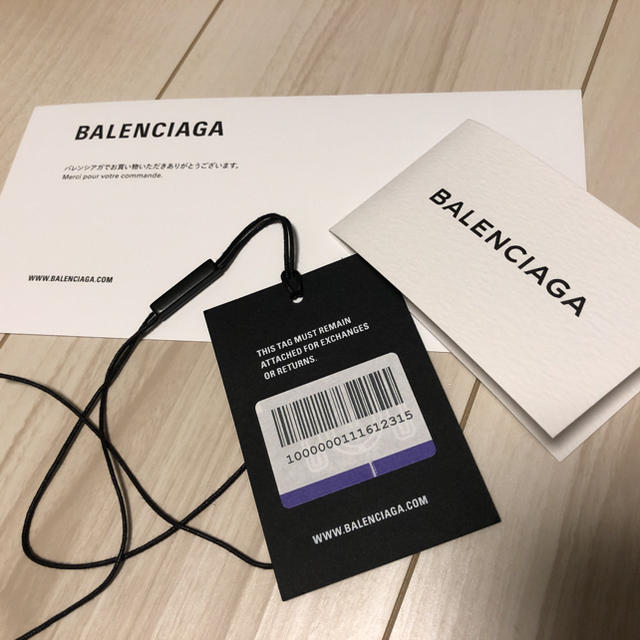 BALENCIAGA
バレンシアガでお買い物いただきありがとうございます。
Merci pour votre commande.
WWW.BALENCIAGA.COM
BALENCIAGA
THIS TAG MUST REMAIN
ATTACHED FOR EXCHANGES
OR RETURNS.
1000000111612315
WWW.BALENCIAGA.COM